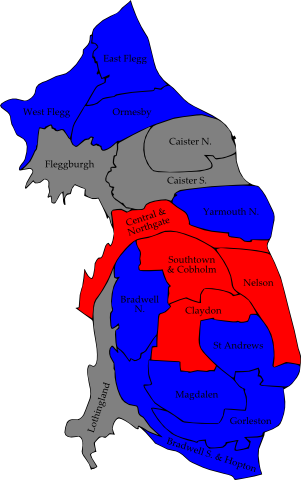 East Flegg
West Flegg
Ormesby
Caister N.
Fleggburgh
Caister S.
Yarmouth N.
Central &
Northgate
Southtown
& Cobholm
Nelson
Bradwell
N.
Claydon
St Andrews
Magdalen
Lothingland
Gorleston
Bradwell S. & Hopton